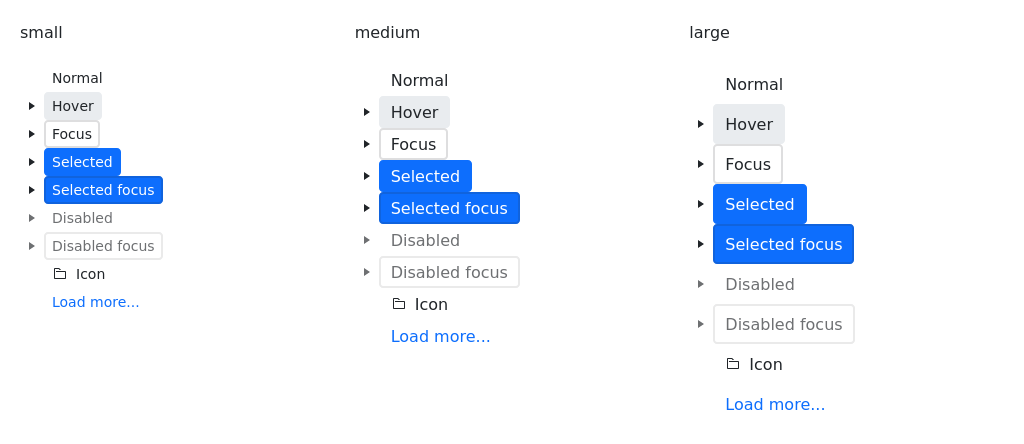 small
Normal
Hover
Focus
Selected
Selected focus
Disabled
Disabled focus
Icon
Load more...
medium
Normal
Hover
Focus
Selected
Selected focus
Disabled
Disabled focus
Icon
Load more...
large
Normal
Hover
Focus
Selected
Selected focus
Disabled
Disabled focus
Icon
Load more...